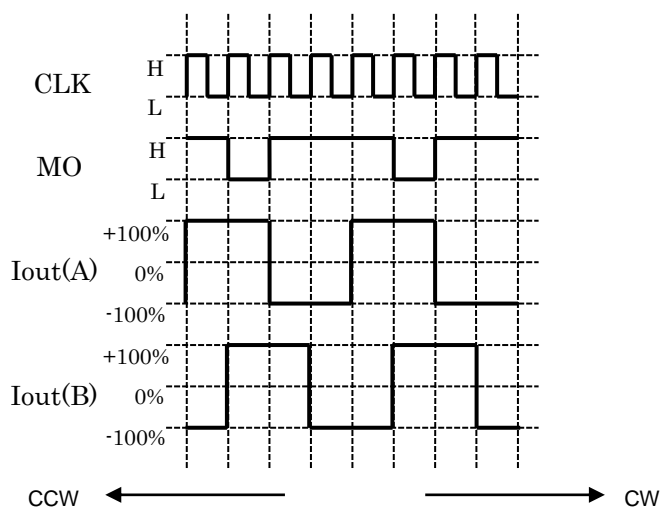 CLK
H
L
MO
H
L
Iout(A)
+100%
0%
-100%
Iout(B)
+100%
0%
-100%
CCW
CW